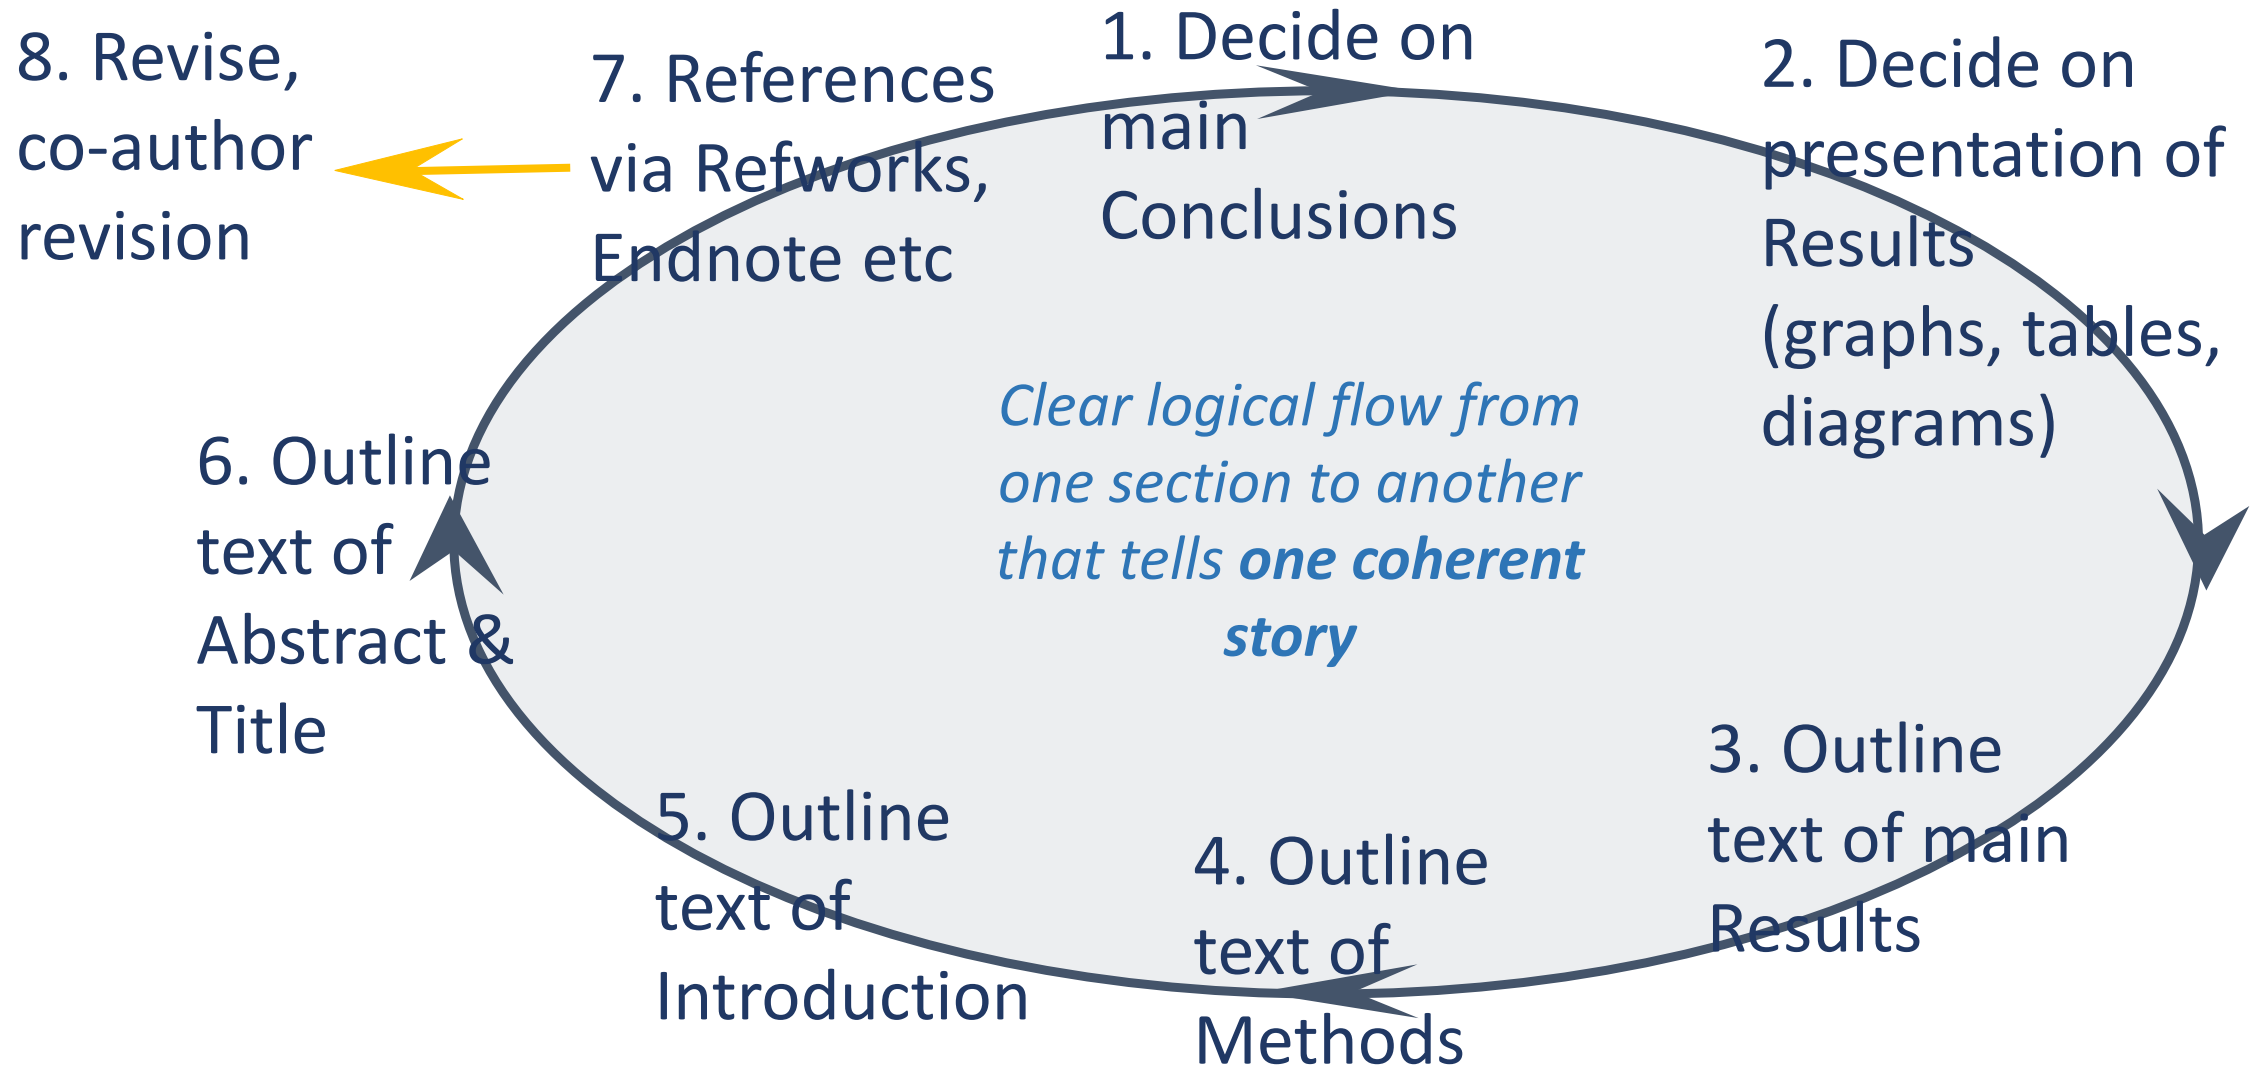 1. Decide on
main
Conclusions
2. Decide on
presentation of
Results
(graphs, tables,
diagrams)
3. Outline
text of main
Results
4. Outline
text of
Methods
5. Outline
text of
Introduction
6. Outline
text of
Abstract &
Title
7. References
via Refworks,
Endnote etc
8. Revise,
co-author
revision
Clear logical flow from
one section to another
that tells one coherent
story